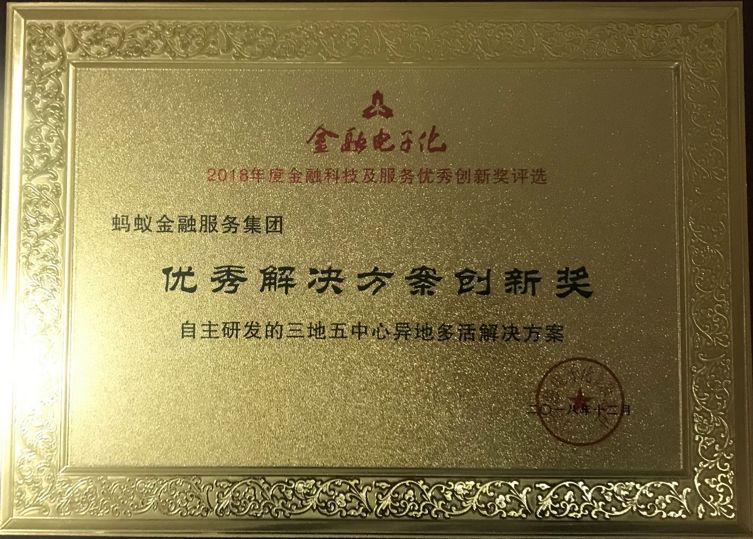 金融电子化
2018年度金融科技及服务优秀创新奖评选
蚂蚁金融服务集团
优秀解决方案创新奖
自主研发的三地五中心异地多活解决方案
二〇一八年十二月